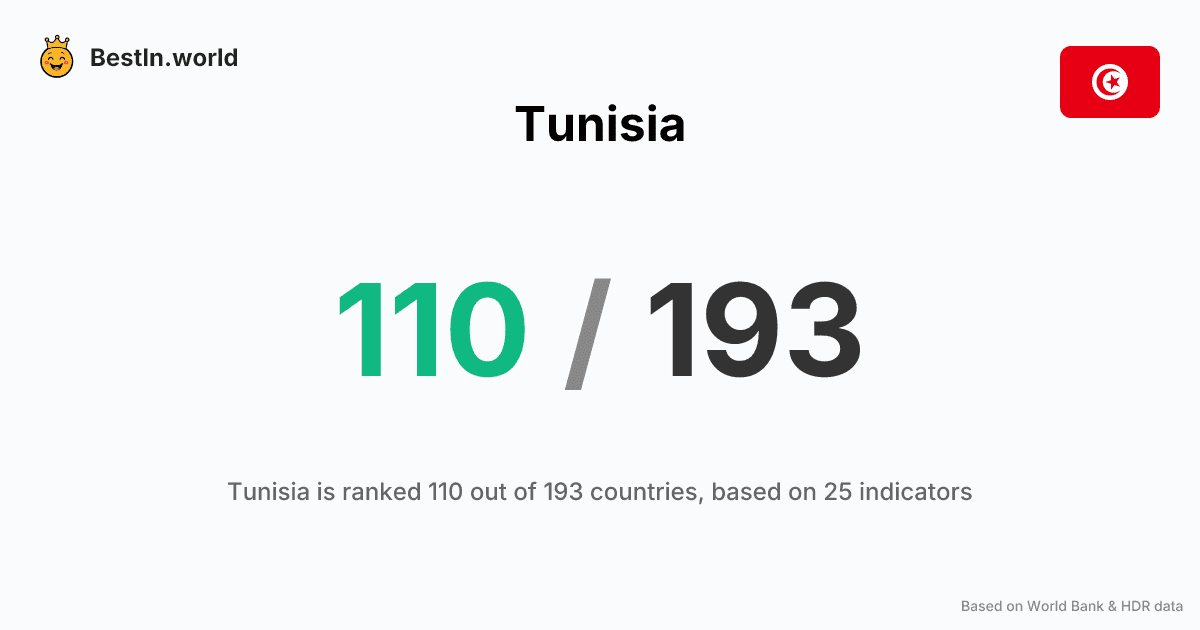 BestIn.world
Tunisia
110 / 193
Tunisia is ranked 110 out of 193 countries, based on 25 indicators
Based on World Bank & HDR data